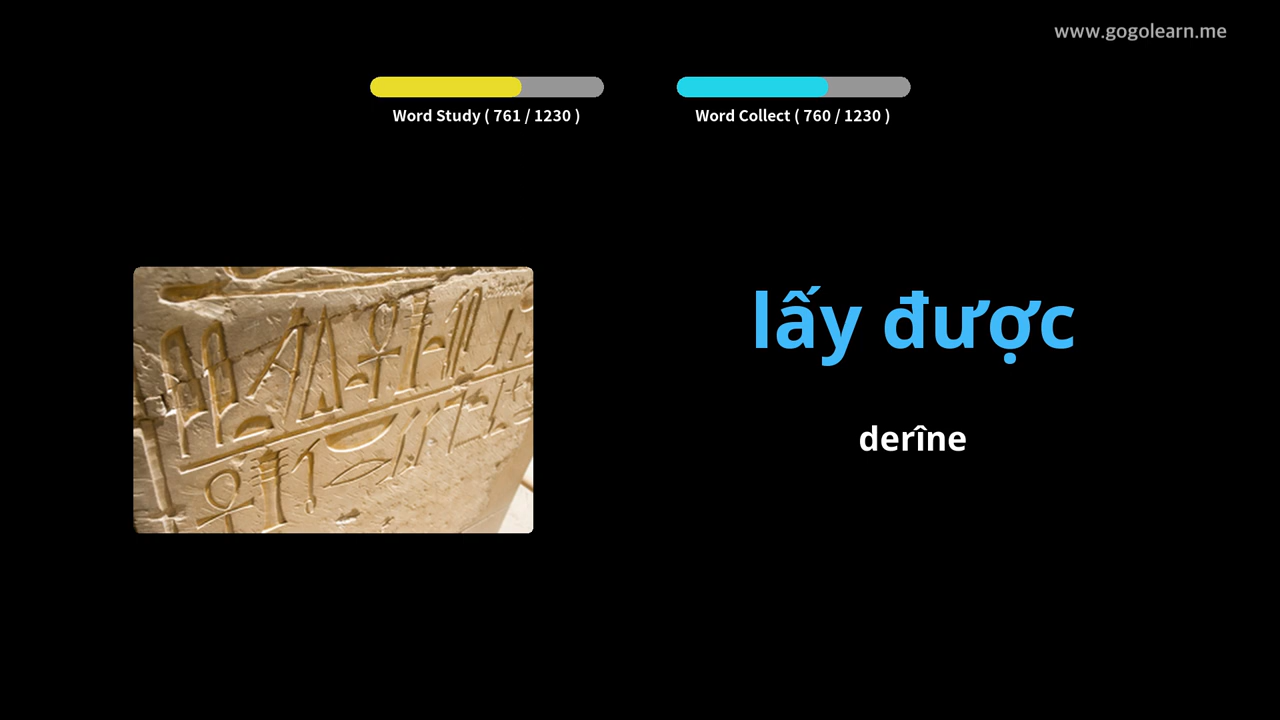 www.gogolearn.me
Word Study ( 761 / 1230 )
Word Collect ( 760 / 1230 )
lấy được
derîne